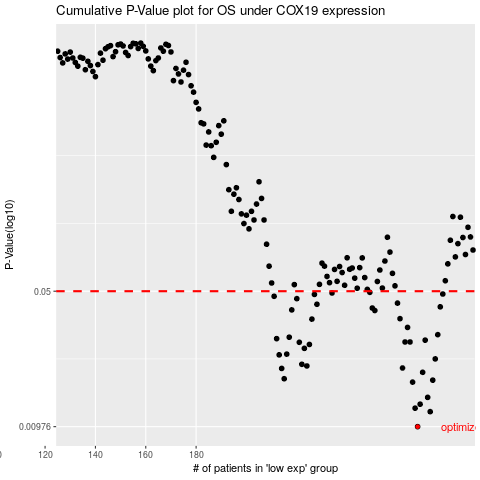 Cumulative P-Value plot for OS under COX19 expression
P-Value(log10)
0.05
0.00976
optimiz
0
120
140
160
180
# of patients in 'low exp' group